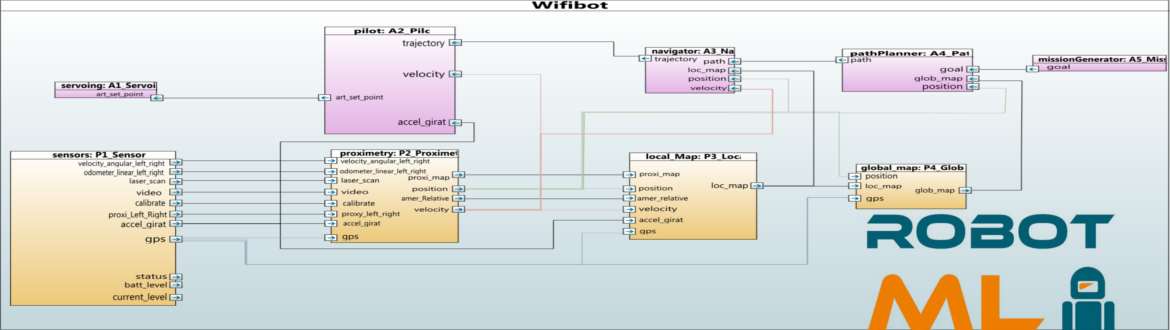 Wifibot
pilot: A2_Pilc
trajectory
velocity
art_set_point
accel_girat
servoing: A1_Servoi
art_set_point
navigator: A3_Na
trajectory
path
loc_map
position
velocity
pathPlanner: A4_Pat
path
goal
glob_map
position
missionGenerator: A5_Miss
goal
sensors: P1_Sensor
velocity_angular_left_right
odometer_linear_left_right
laser_scan
video
calibrate
proxi_Left_Right
accel_girat
gps
status
batt_level
current_level
proximetry: P2_Proximet
velocity_angular_left_right
odometer_linear_left_right
laser_scan
video
calibrate
proxy_left_right
accel_girat
gps
proxi_map
position
amer_Relative
velocity
local_Map: P3_Loc
proxi_map
position
amer_relative
velocity
accel_girat
gps
loc_map
global_map: P4_Glob
position
loc_map
gps
glob_map
ROBOT
ML